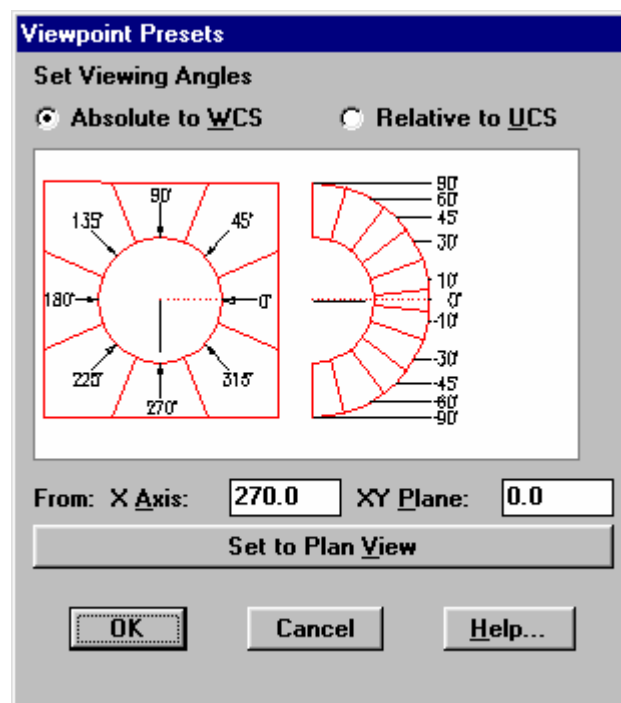 Viewpoint Presets
Set Viewing Angles
Absolute to WCS Relative to UCS
90°
135° 45°
180° 0°
225° 315°
270°
90°
60°
45°
30°
10°
0°
-10°
-30°
-45°
-60°
-90°
From: X Axis: 270.0 XY Plane: 0.0
Set to Plan View
OK Cancel Help...